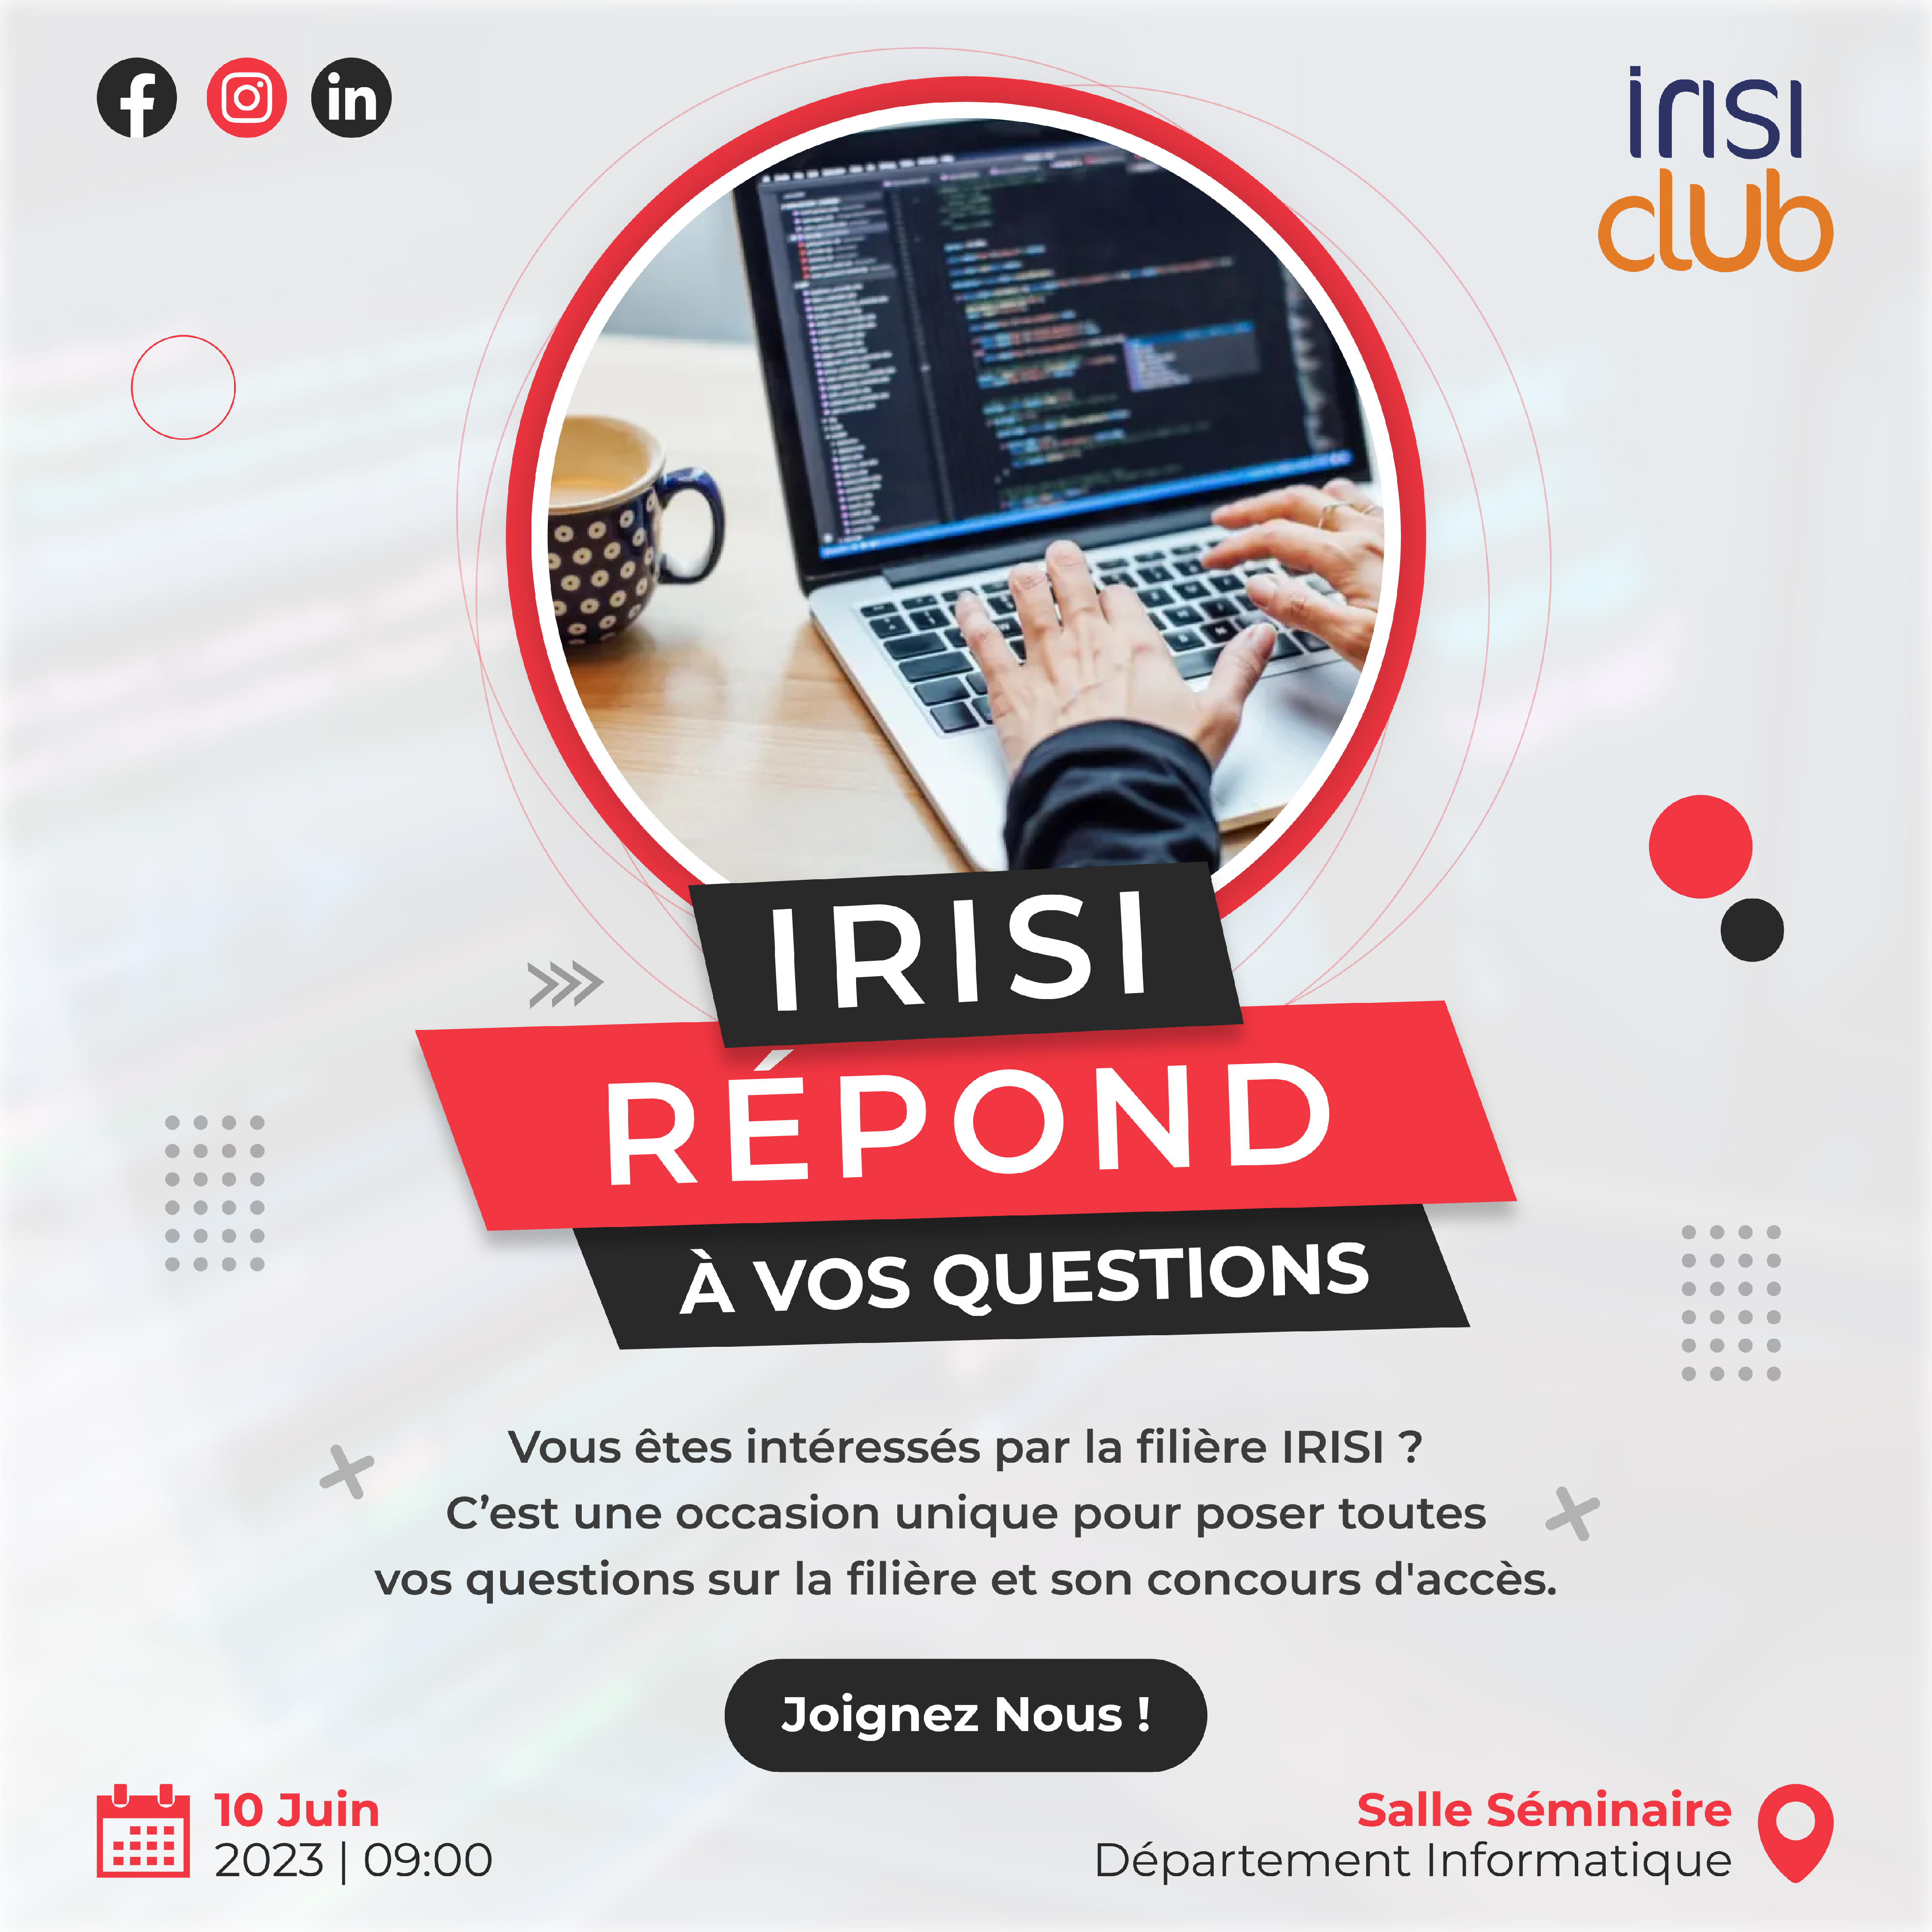 irisi
club
IRISI
RÉPOND
À VOS QUESTIONS
Vous êtes intéressés par la filière IRISI ?
C’est une occasion unique pour poser toutes
vos questions sur la filière et son concours d'accès.
Joignez Nous !
10 Juin
2023 | 09:00
Salle Séminaire
Département Informatique